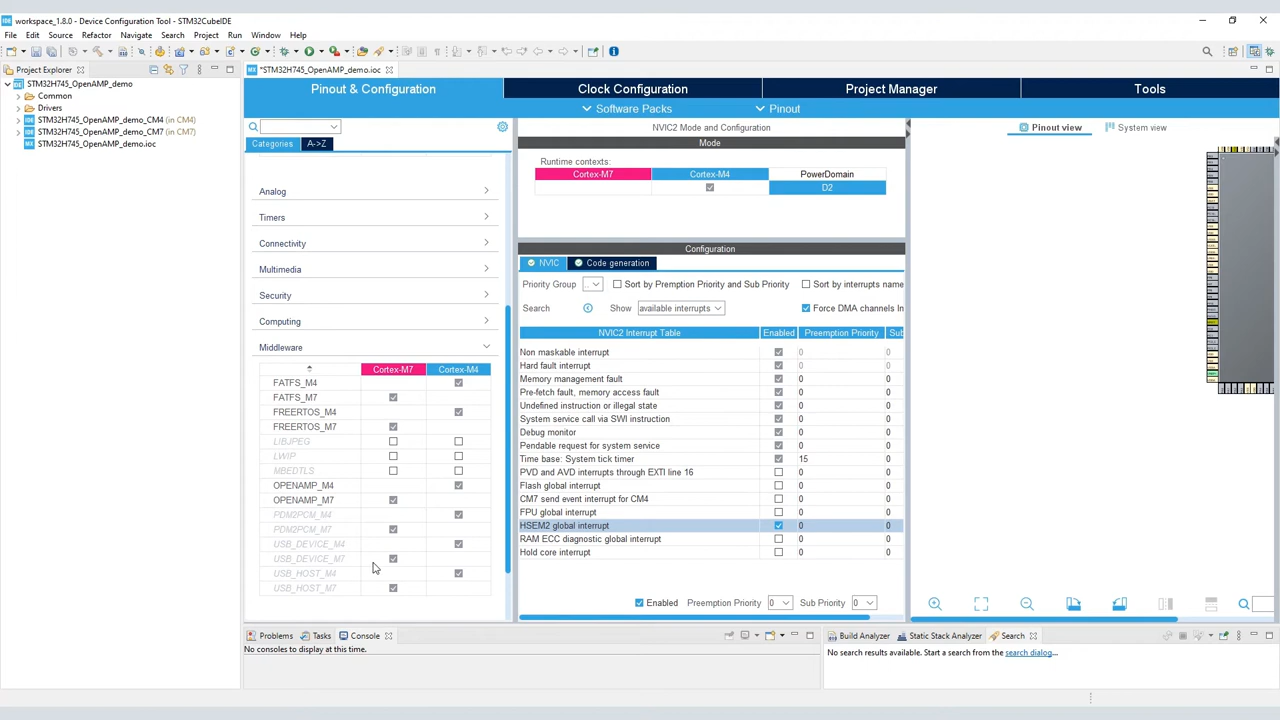 workspace_1.8.0 - Device Configuration Tool - STM32CubeIDE
File Edit Source Refactor Navigate Search Project Run Window Help
Project Explorer
STM32H745_OpenAMP_demo
Common
Drivers
STM32H745_OpenAMP_demo_CM4 (in CM4)
STM32H745_OpenAMP_demo_CM7 (in CM7)
STM32H745_OpenAMP_demo.ioc
*STM32H745_OpenAMP_demo.ioc
Pinout & Configuration
Clock Configuration
Project Manager
Tools
Software Packs
Pinout
Categories
A->Z
Analog
Timers
Connectivity
Multimedia
Security
Computing
Middleware
Cortex-M7 Cortex-M4
FATFS_M4
FATFS_M7
FREERTOS_M4
FREERTOS_M7
LIBJPEG
LWIP
MBEDTLS
OPENAMP_M4
OPENAMP_M7
PDM2PCM_M4
PDM2PCM_M7
USB_DEVICE_M4
USB_DEVICE_M7
USB_HOST_M4
USB_HOST_M7
NVIC2 Mode and Configuration
Mode
Runtime contexts:
Cortex-M7 Cortex-M4 PowerDomain
D2
Configuration
NVIC Code generation
Priority Group .. Sort by Premption Priority and Sub Priority Sort by interrupts name
Search Show available interrupts Force DMA channels In
NVIC2 Interrupt Table Enabled Preemption Priority Sub
Non maskable interrupt 0 0
Hard fault interrupt 0 0
Memory management fault 0 0
Pre-fetch fault, memory access fault 0 0
Undefined instruction or illegal state 0 0
System service call via SWI instruction 0 0
Debug monitor 0 0
Pendable request for system service 0 0
Time base: System tick timer 15 0
PVD and AVD interrupts through EXTI line 16 0 0
Flash global interrupt 0 0
CM7 send event interrupt for CM4 0 0
FPU global interrupt 0 0
HSEM2 global interrupt 0 0
RAM ECC diagnostic global interrupt 0 0
Hold core interrupt 0 0
Enabled Preemption Priority 0 Sub Priority 0
Pinout view System view
Problems Tasks Console
No consoles to display at this time.
Build Analyzer Static Stack Analyzer Search
No search results available. Start a search from the search dialog...